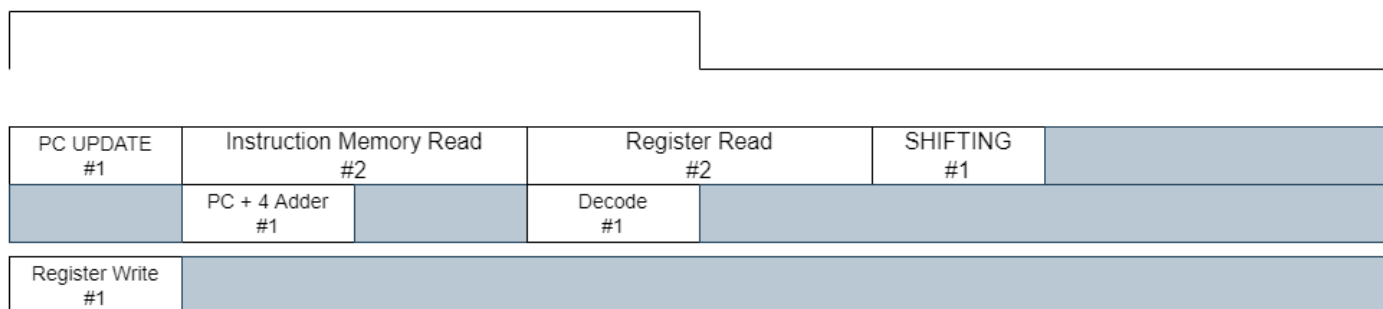 PC UPDATE
#1
Instruction Memory Read
#2
Register Read
#2
SHIFTING
#1
PC + 4 Adder
#1
Decode
#1
Register Write
#1